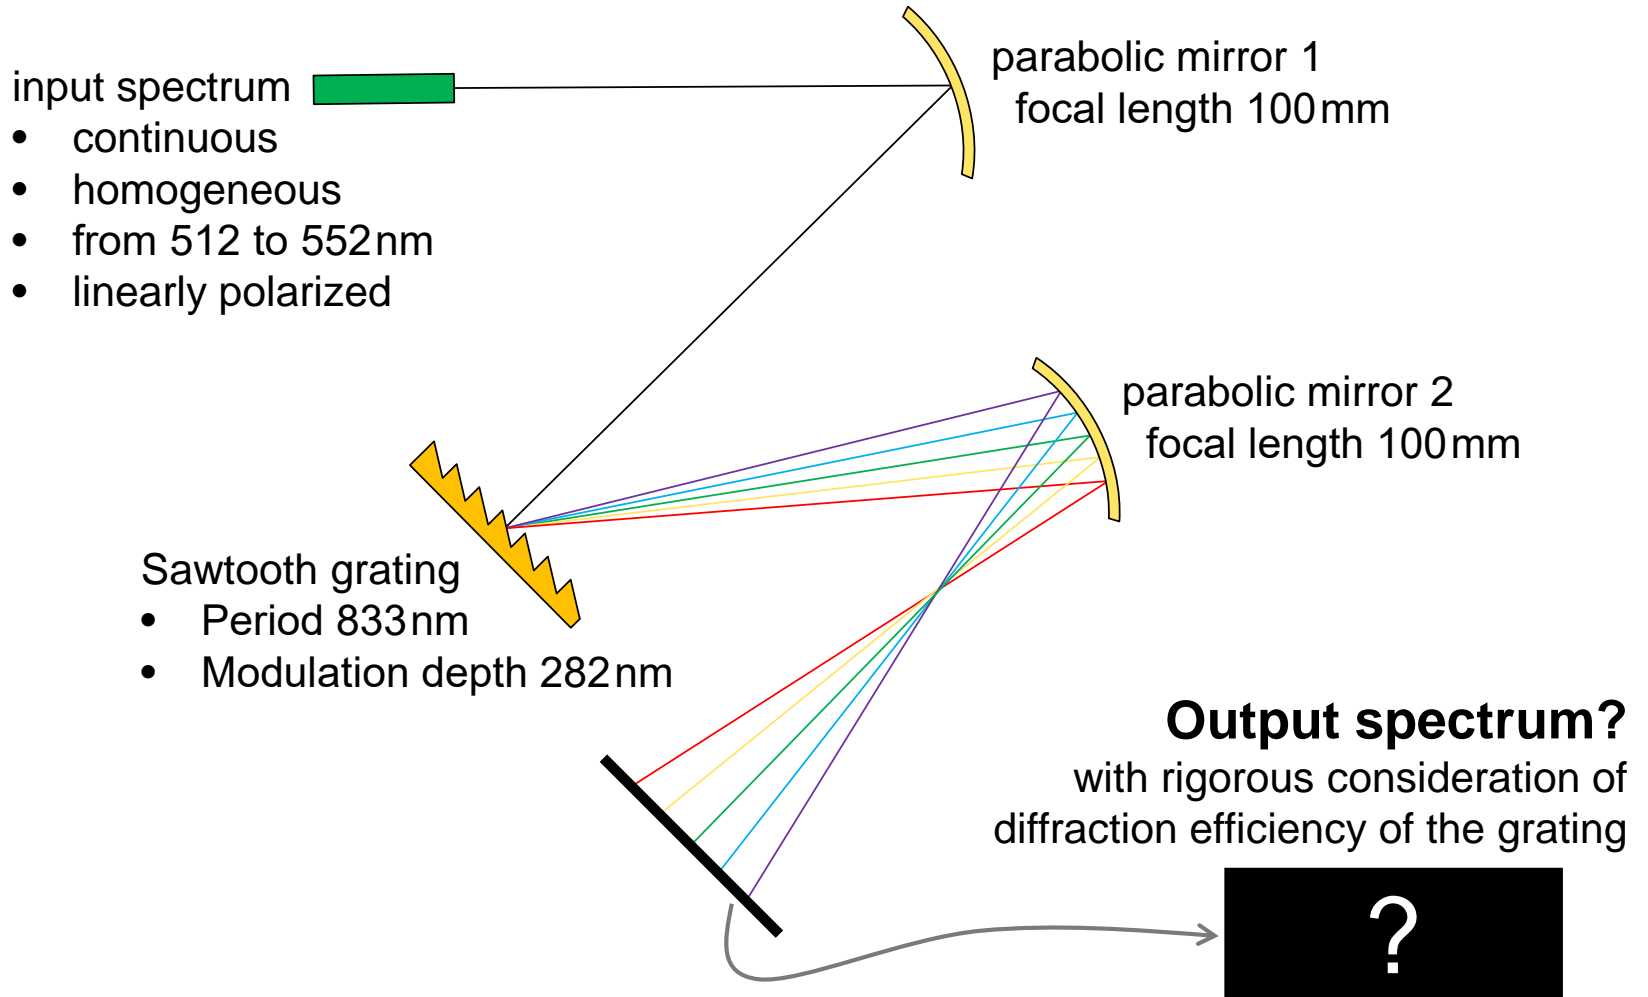 input spectrum
• continuous
• homogeneous
• from 512 to 552nm
• linearly polarized
parabolic mirror 1
focal length 100mm
parabolic mirror 2
focal length 100mm
Sawtooth grating
• Period 833nm
• Modulation depth 282nm
Output spectrum?
with rigorous consideration of
diffraction efficiency of the grating
?